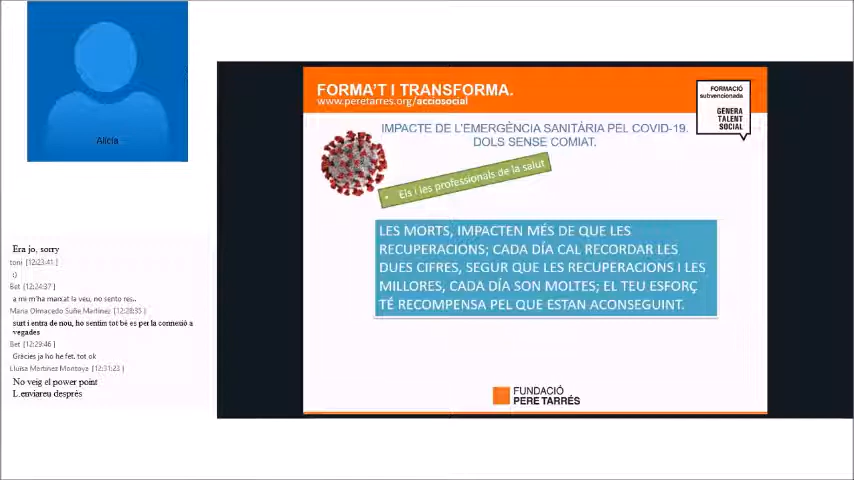 Alícia
Era jo, sorry
toni [12:23:41 ]
:)
Bet [12:24:37 ]
a mi m'ha marxat la veu, no sento res..
Maria Olmacedo Suñe Martinez [12:28:35 ]
surt i entra de nou, ho sentim tot bé es per la connexió a
vegades
Bet [12:29:46 ]
Gràcies ja ho he fet, tot ok
Lluïsa Martinez Montoya [12:31:23 ]
No veig el power point
L.enviareu després
FORMA'T I TRANSFORMA.
www.peretarres.org/acciosocial
FORMACIÓ
subvencionada
GENERA
TALENT
SOCIAL
IMPACTE DE L'EMERGÈNCIA SANITÀRIA PEL COVID-19.
DOLS SENSE COMIAT.
• Els i les professionals de la salut
LES MORTS, IMPACTEN MÉS DE QUE LES
RECUPERACIONS; CADA DÍA CAL RECORDAR LES
DUES CIFRES, SEGUR QUE LES RECUPERACIONS I LES
MILLORES, CADA DÍA SON MOLTES; EL TEU ESFORÇ
TÉ RECOMPENSA PEL QUE ESTAN ACONSEGUINT.
FUNDACIÓ
PERE TARRÉS